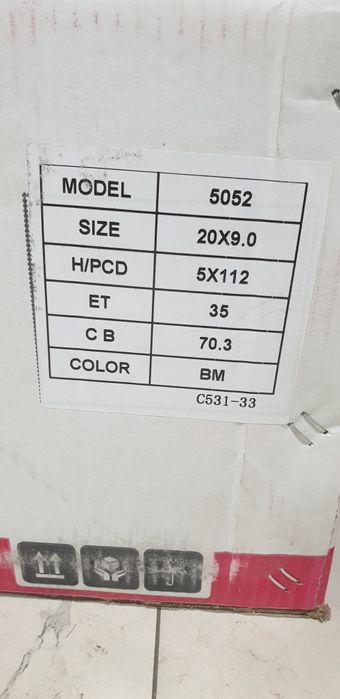 MODEL 5052
SIZE 20X9.0
H/PCD 5X112
ET 35
C B 70.3
COLOR BM
C531-33